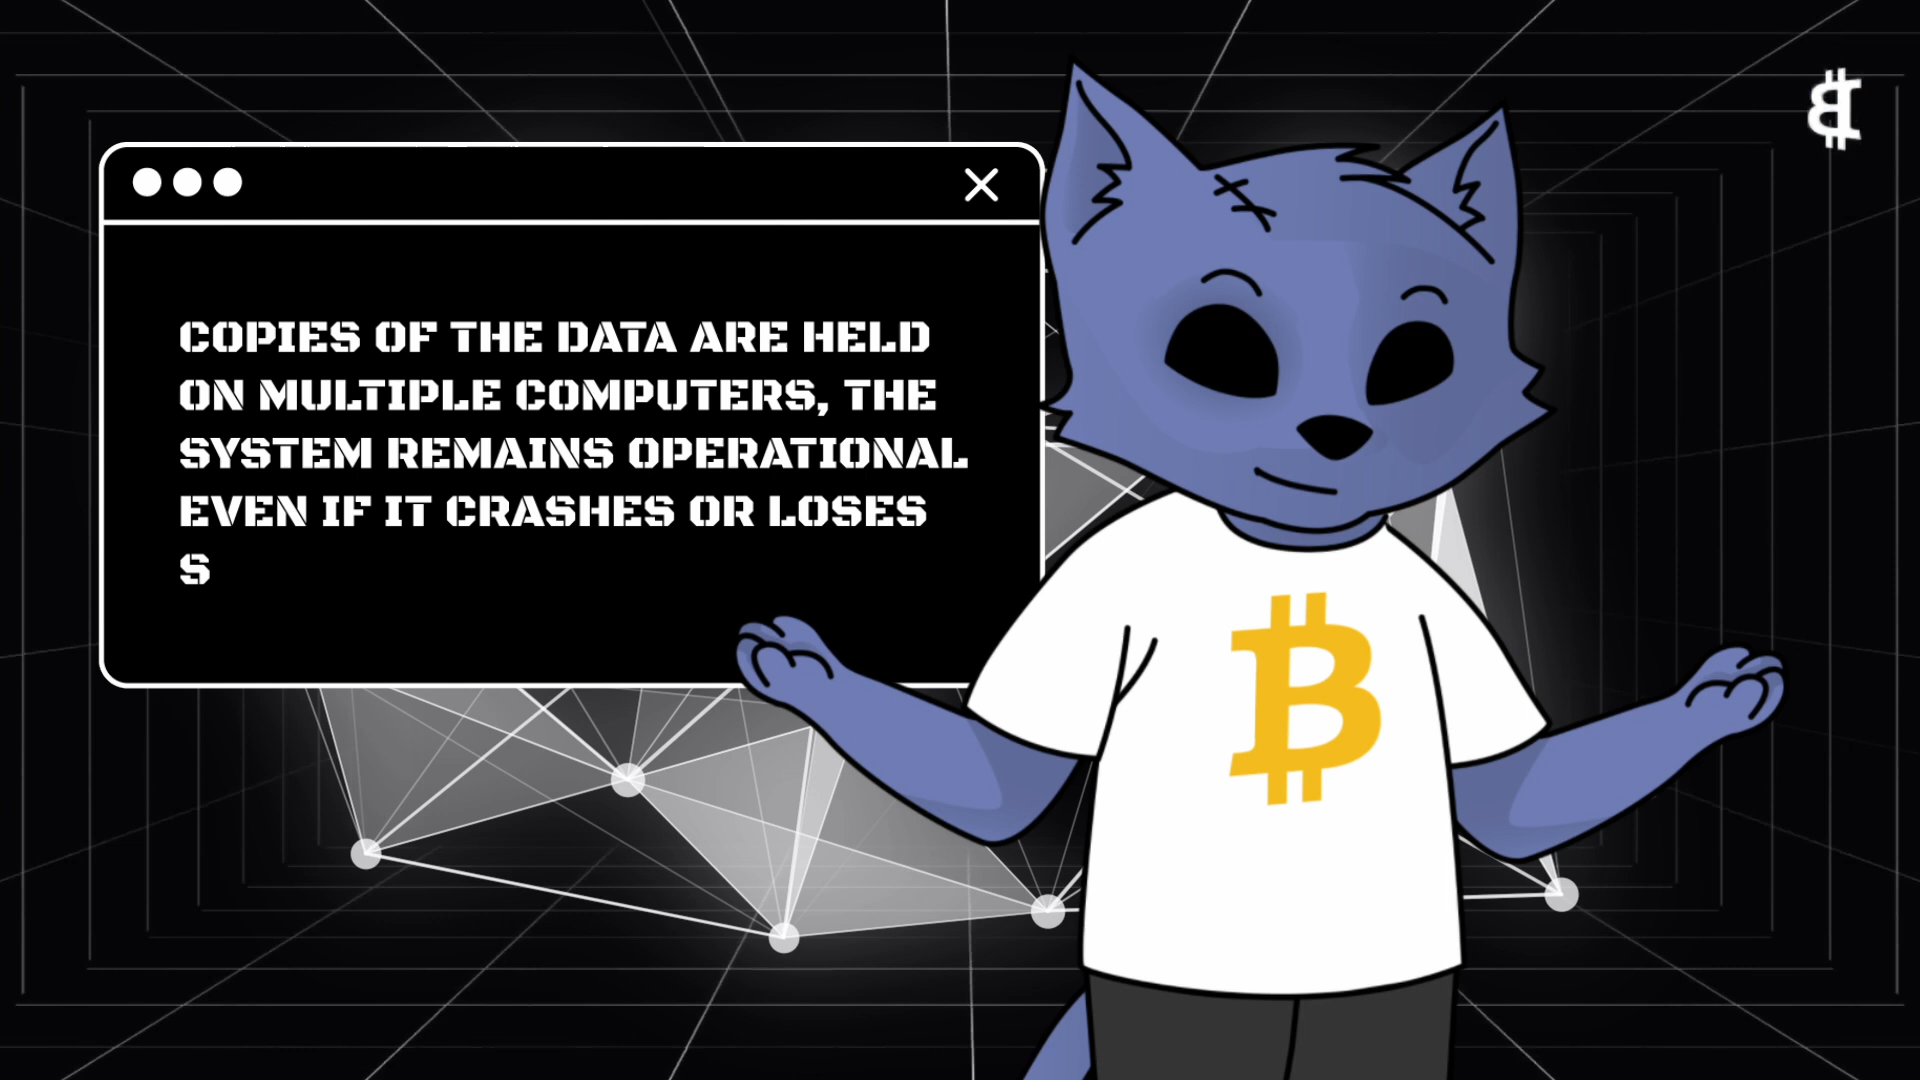 COPIES OF THE DATA ARE HELD
ON MULTIPLE COMPUTERS, THE
SYSTEM REMAINS OPERATIONAL
EVEN IF IT CRASHES OR LOSES
S